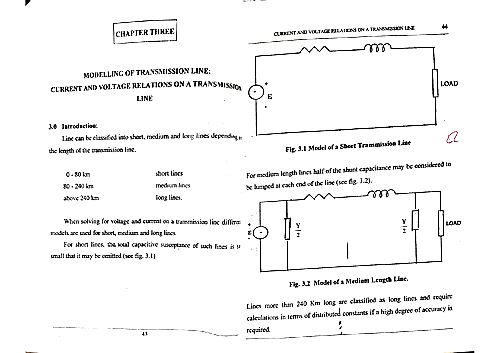 CHAPTER THREE
MODELLING OF TRANSMISSION LINE:
CURRENT AND VOLTAGE RELATIONS ON A TRANSMISSION
LINE
3.0 Introduction:
Line can be classified into short, medium and long lines depending
the length of the transmission line.
0 - 80 km short lines
80 - 240 km medium lines
above 240 km long lines.
When solving for voltage and current on a transmission line different
models are used for short, medium and long lines
For short lines, the total capacitive susceptance of such lines is
small that it may be omitted (see fig. 3.1)
43
CURRENT AND VOLTAGE RELATIONS ON A TRANSMISSION LINE 44
+
E
LOAD
Fig. 3.1 Model of a Short Transmission Line
For medium length lines half of the shunt capacitance may be considered to
be lumped at each end of the line (see fig. 3.2).
+
E
Y
2
Y
2
LOAD
Fig. 3.2 Model of a Medium Length Line.
Lines more than 240 Km long are classified as long lines and require
calculations in terms of distributed constants if a high degree of accuracy is
required.